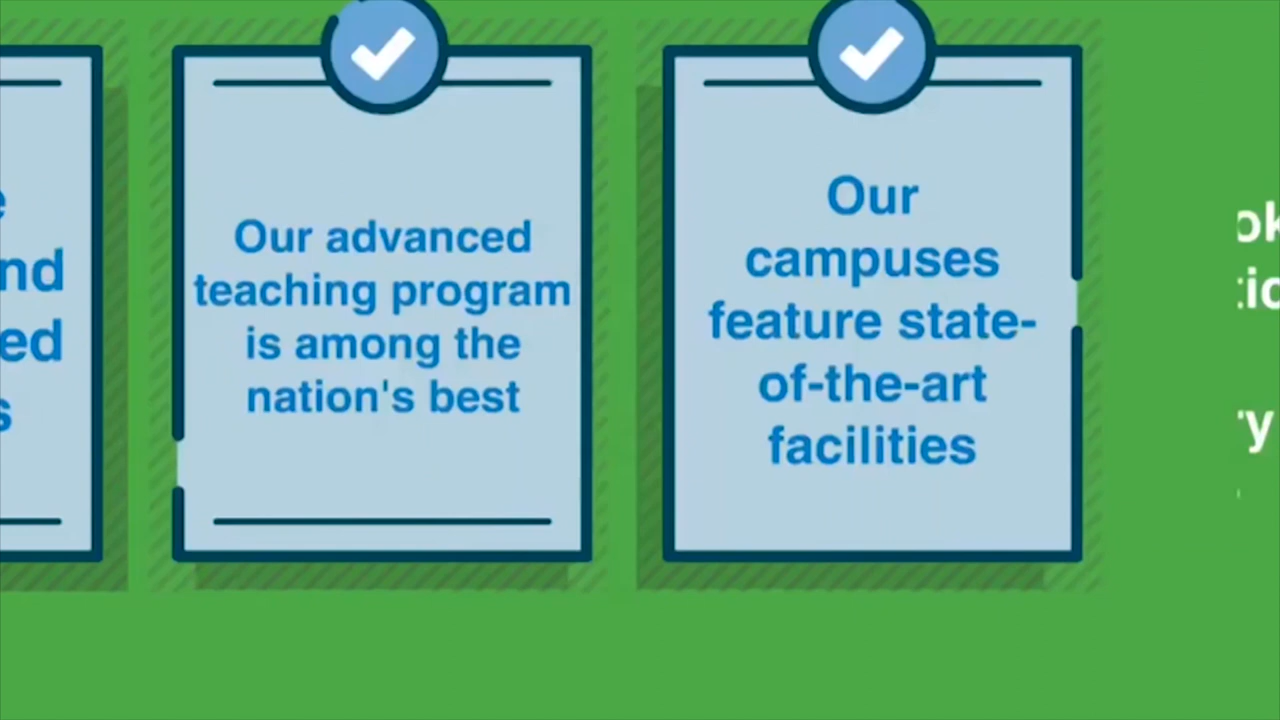 Our advanced
teaching program
is among the
nation's best
Our
campuses
feature state-
of-the-art
facilities